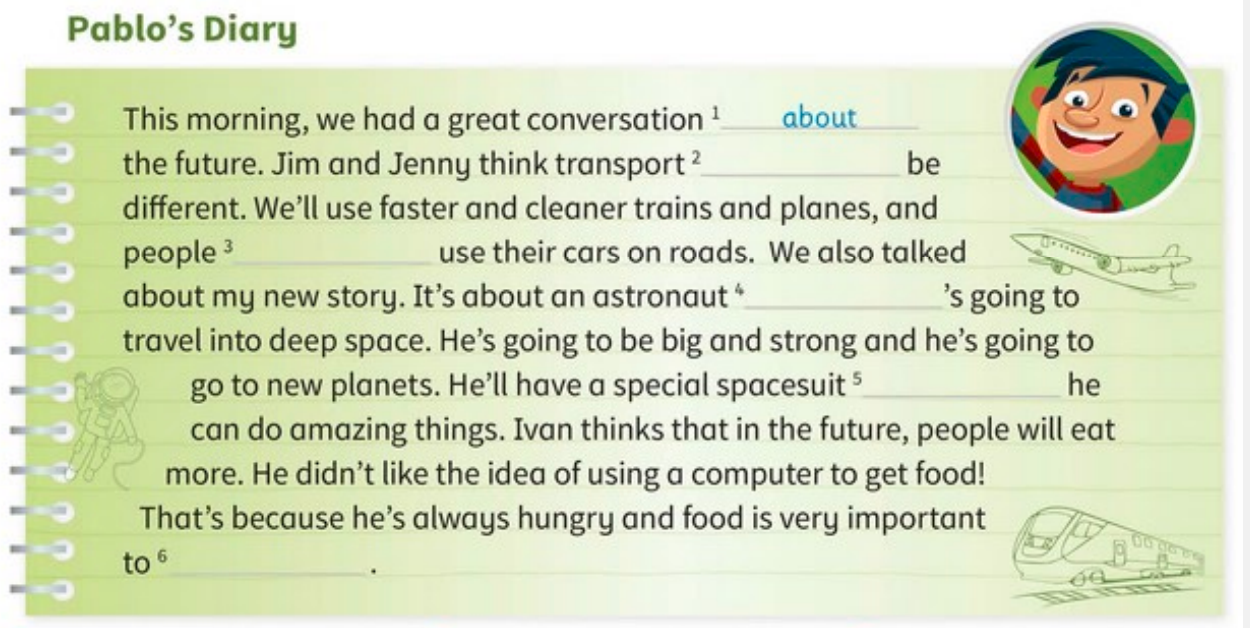 Pablo's Diary
This morning, we had a great conversation ¹ about
the future. Jim and Jenny think transport ² be
different. We'll use faster and cleaner trains and planes, and
people ³ use their cars on roads. We also talked
about my new story. It's about an astronaut ⁴ 's going to
travel into deep space. He's going to be big and strong and he's going to
go to new planets. He'll have a special spacesuit ⁵ he
can do amazing things. Ivan thinks that in the future, people will eat
more. He didn't like the idea of using a computer to get food!
That's because he's always hungry and food is very important
to ⁶ .